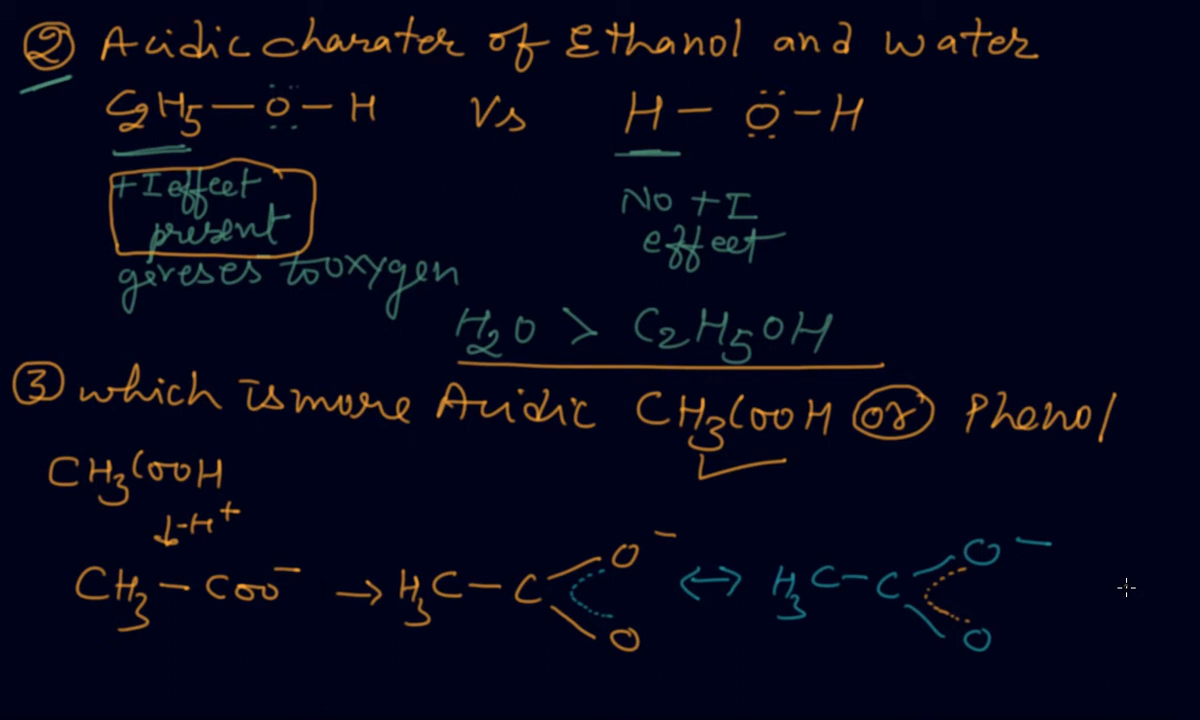 ② Acidic charater of Ethanol and water
C2H5 — O — H Vs H — O — H
+I effect present
No +I effect
gives es to oxygen
H2O > C2H5OH
③ which is more Acidic CH3COOH or Phenol
CH3COOH
↓ -H+
CH3 — COO− → H3C — C O− O ↔ H3C — C O− O